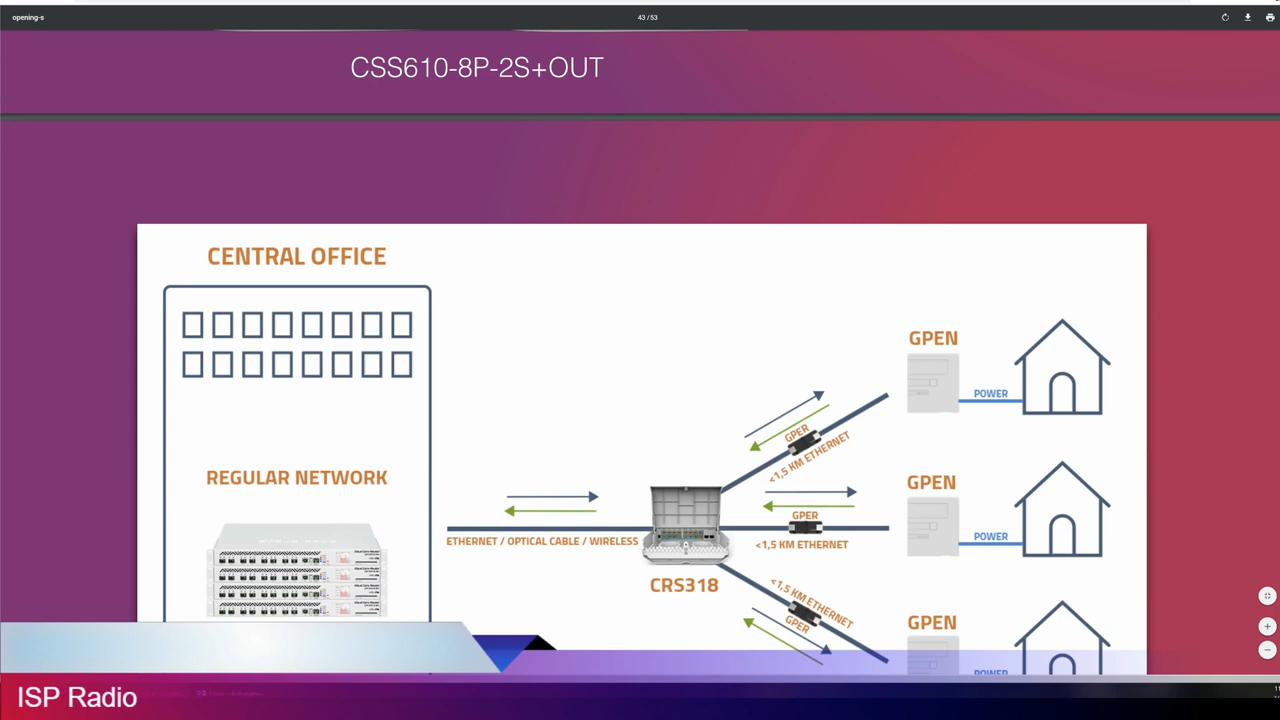 opening-s
43 / 53
CSS610-8P-2S+OUT
CENTRAL OFFICE
REGULAR NETWORK
ETHERNET / OPTICAL CABLE / WIRELESS
CRS318
GPER
<1,5 KM ETHERNET
GPEN
POWER
GPER
<1,5 KM ETHERNET
GPEN
POWER
<1,5 KM ETHERNET
GPER
GPEN
POWER
ISP Radio